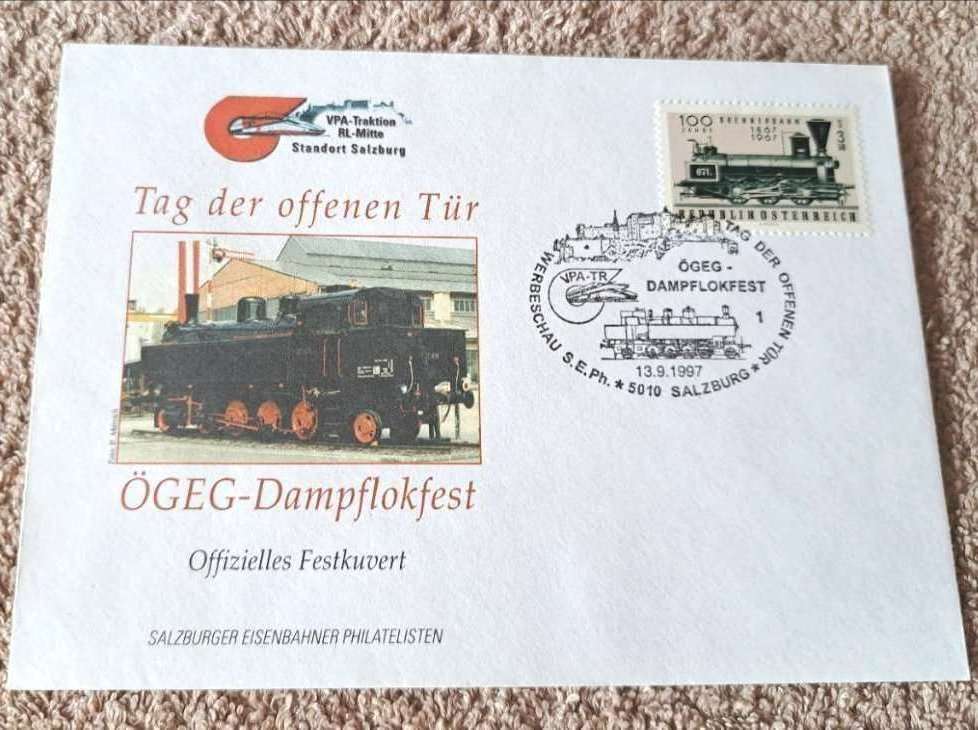 VPA-Traktion
RL-Mitte
Standort Salzburg
Tag der offenen Tür
ÖGEG-Dampflokfest
Offizielles Festkuvert
SALZBURGER EISENBAHNER PHILATELISTEN
100 JAHRE
BRENNERBAHN
1867
1967
671.
REPUBLIK ÖSTERREICH
TAG DER OFFENEN TÜR
ÖGEG -
DAMPFLOKFEST
VPA-TR
1
13.9.1997
WERBESCHAU S.E.Ph. * 5010 SALZBURG *